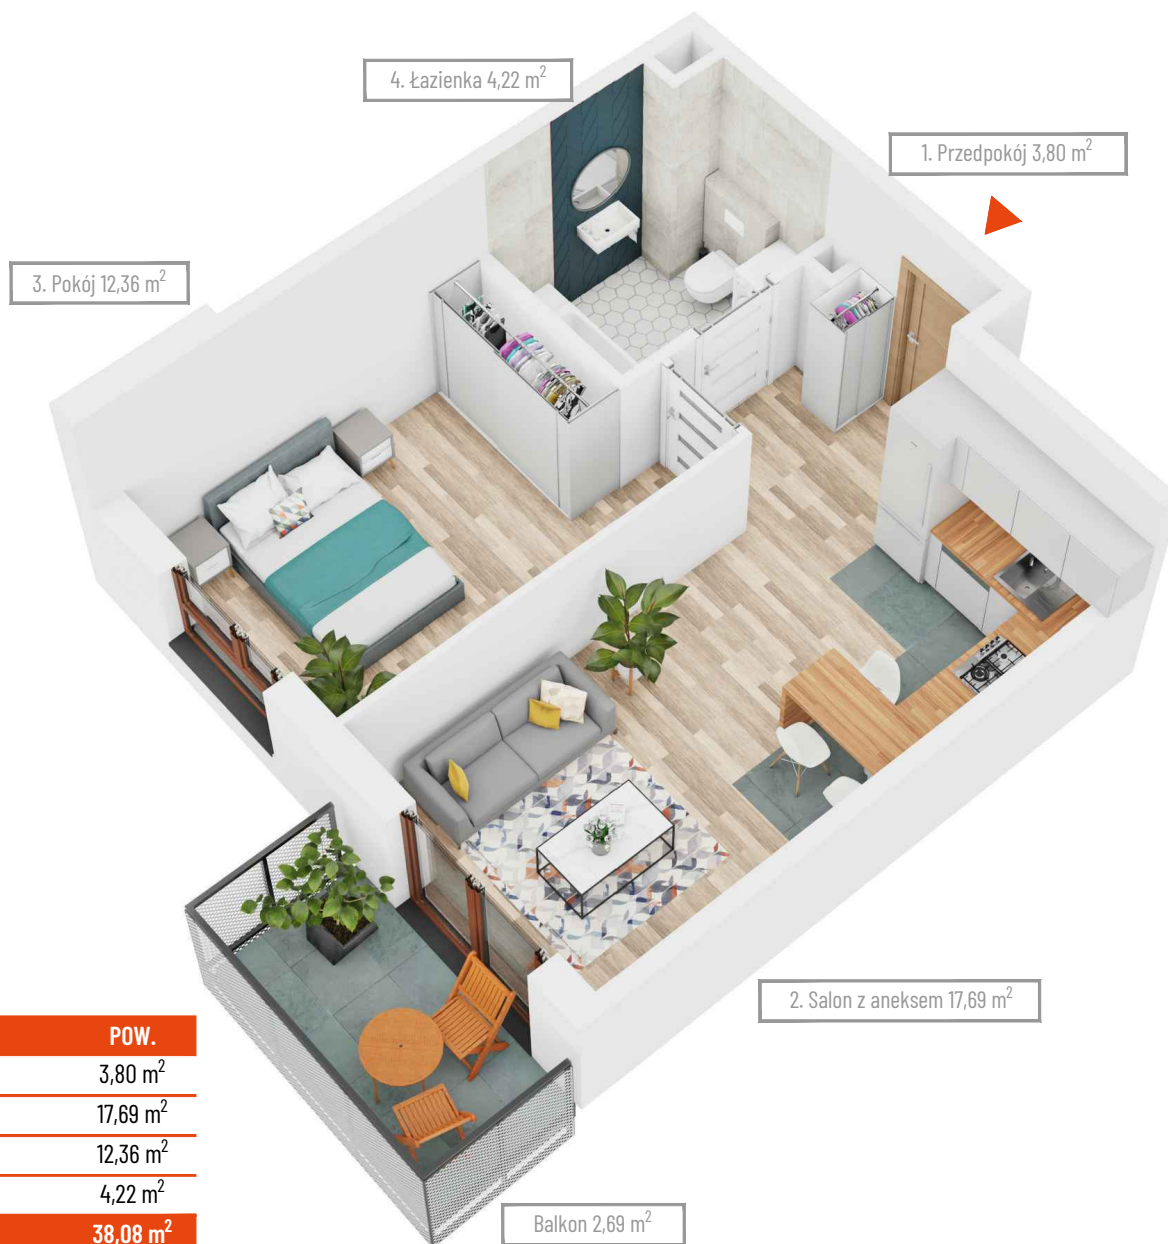 4. Łazienka 4,22 m²
1. Przedpokój 3,80 m²
3. Pokój 12,36 m²
2. Salon z aneksem 17,69 m²
POW.
3,80 m²
17,69 m²
12,36 m²
4,22 m²
38,08 m²
Balkon 2,69 m²